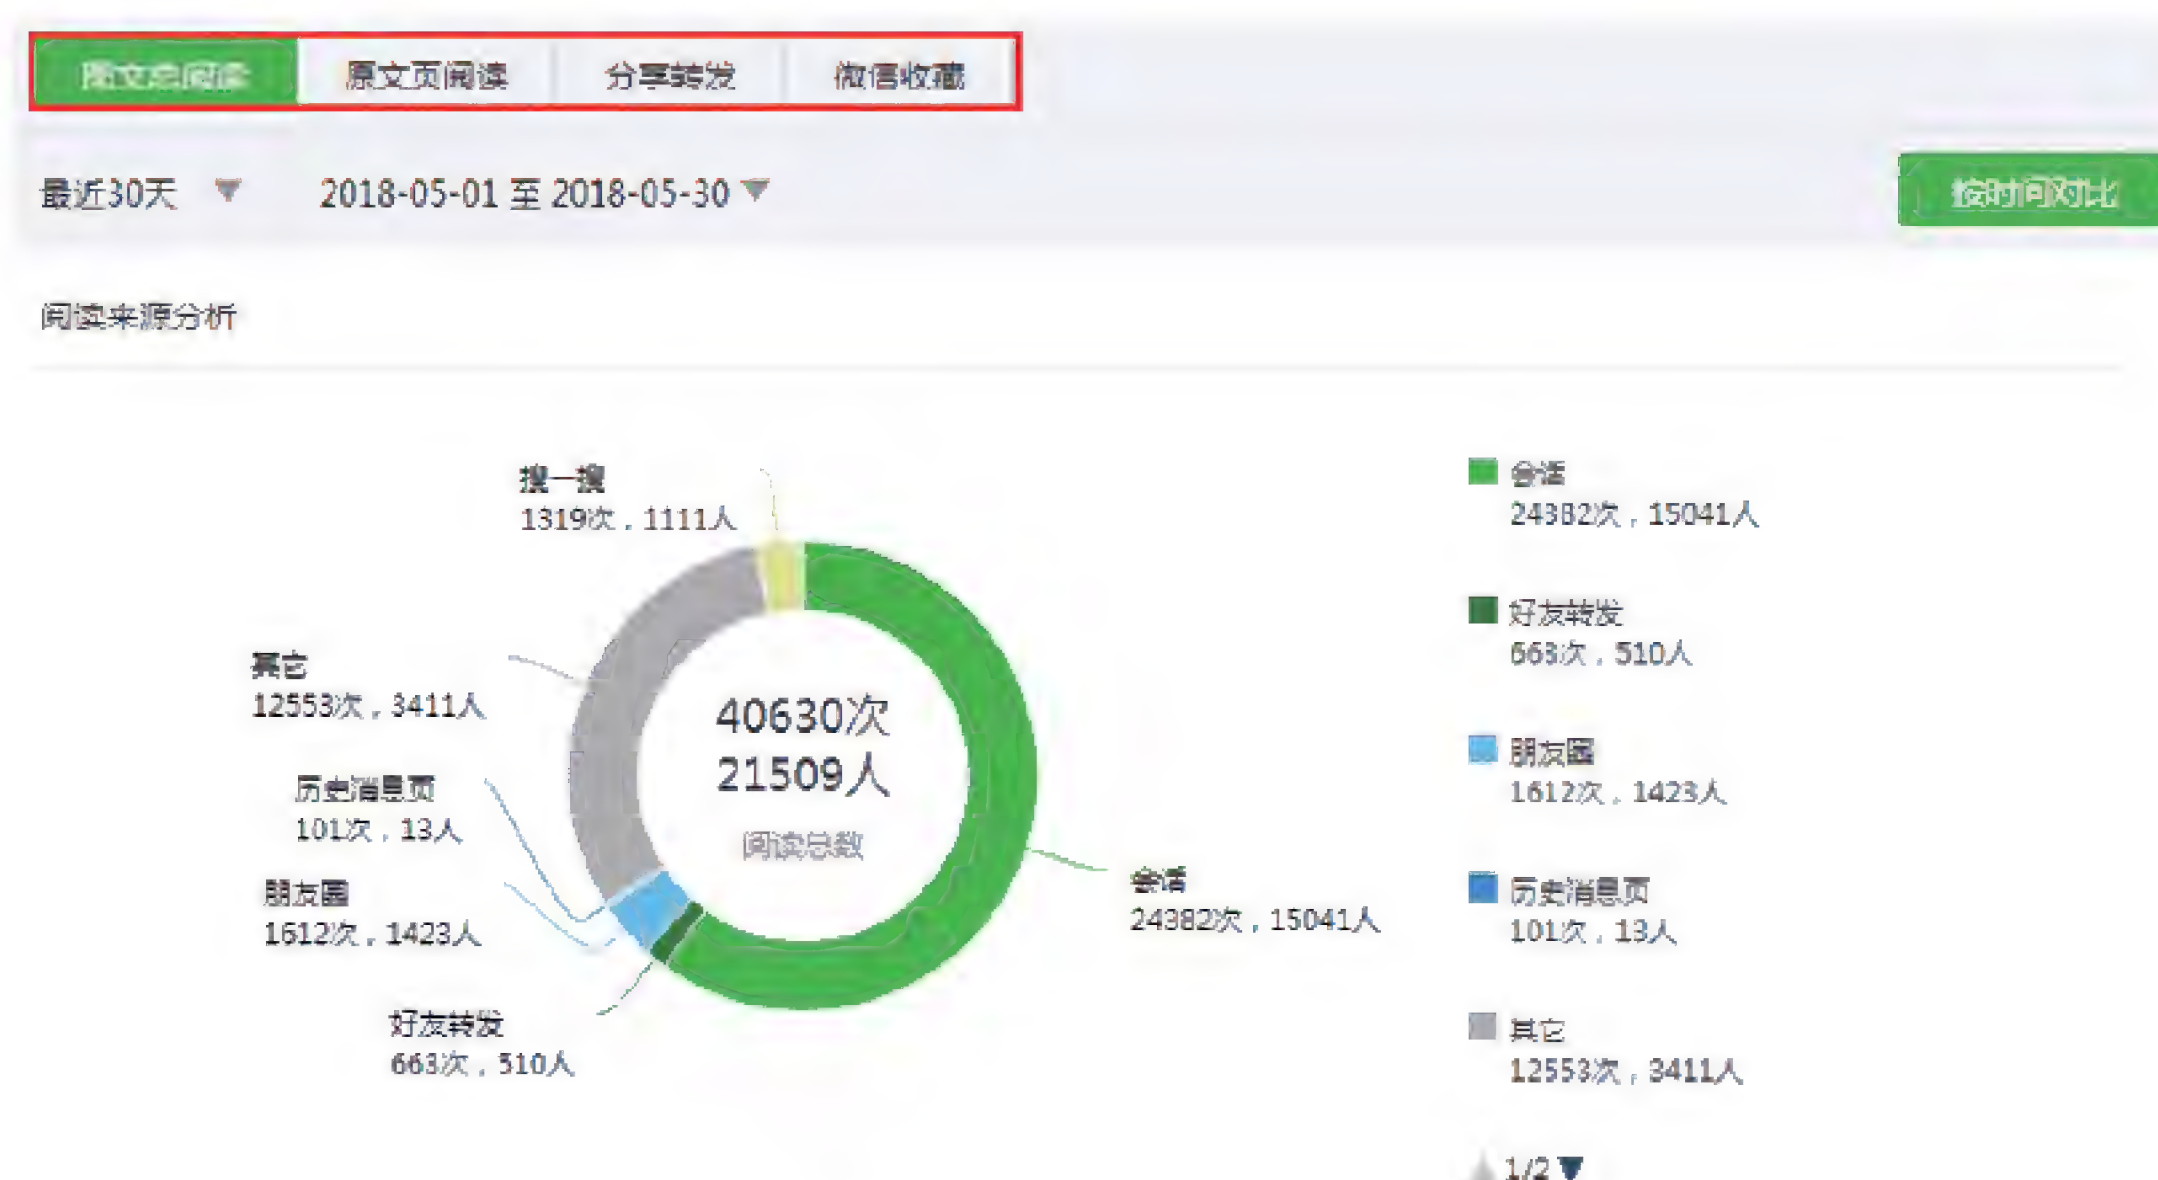 图文总阅读 原文页阅读 分享转发 微信收藏
最近30天 2018-05-01 至 2018-05-30
按时间对比
阅读来源分析
搜一搜
1319次，1111人
其它
12553次，3411人
历史消息页
101次，13人
朋友圈
1612次，1423人
好友转发
663次，510人
40630次
21509人
阅读总数
会话
24382次，15041人
会话
24382次，15041人
好友转发
663次，510人
朋友圈
1612次，1423人
历史消息页
101次，13人
其它
12553次，3411人
1/2